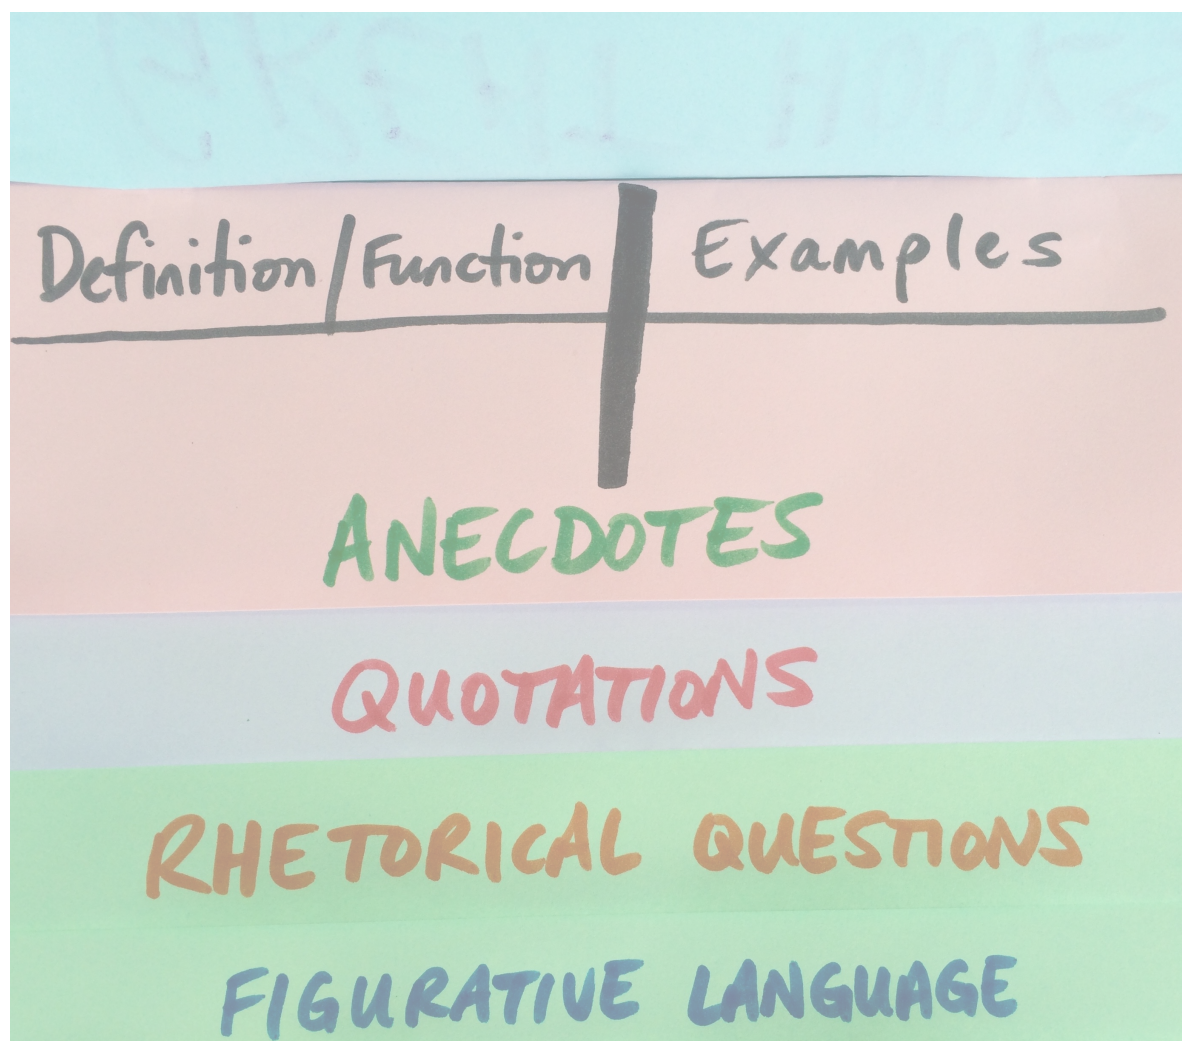 Definition/Function Examples
ANECDOTES
QUOTATIONS
RHETORICAL QUESTIONS
FIGURATIVE LANGUAGE